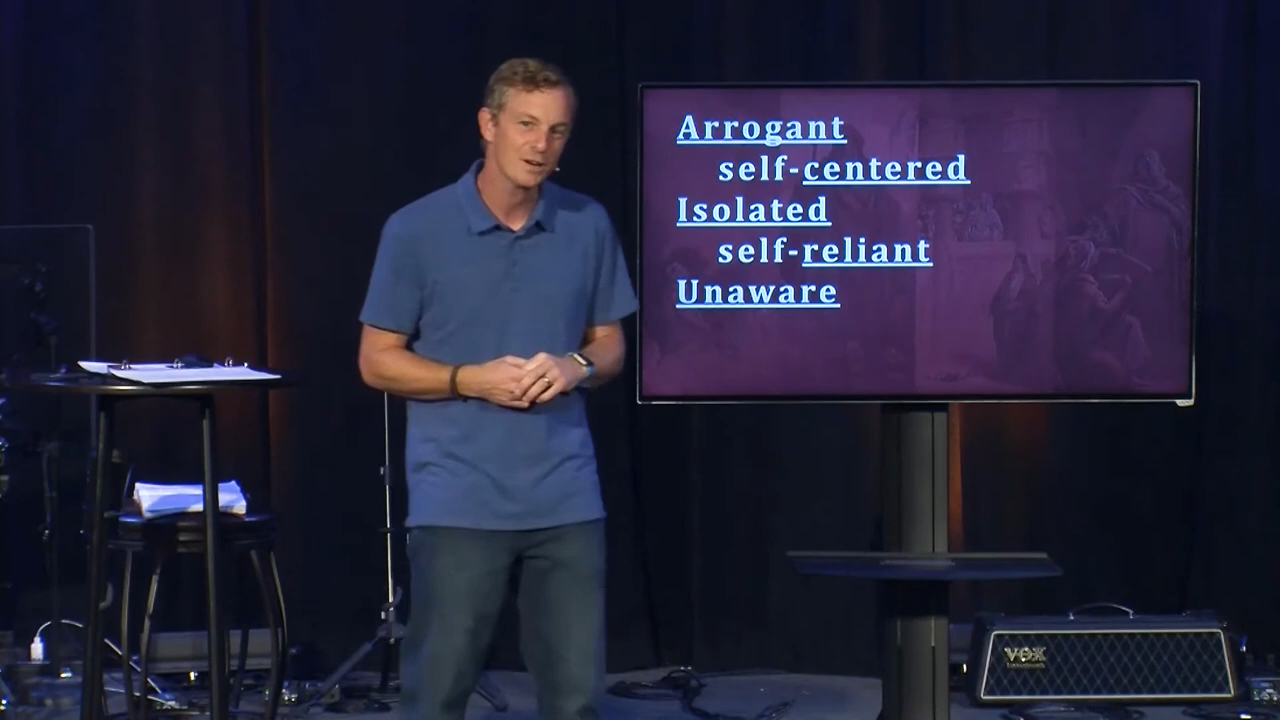 Arrogant
self-centered
Isolated
self-reliant
Unaware
VOX